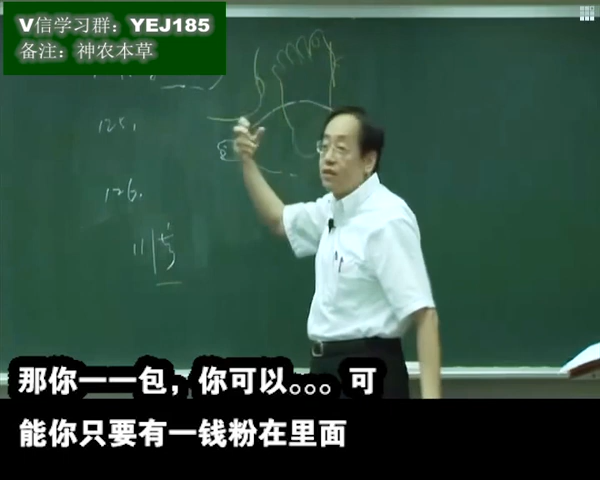 V信学习群：YEJ185
备注：神农本草
125.
126.
那你一一包，你可以。。。可
能你只要有一钱粉在里面